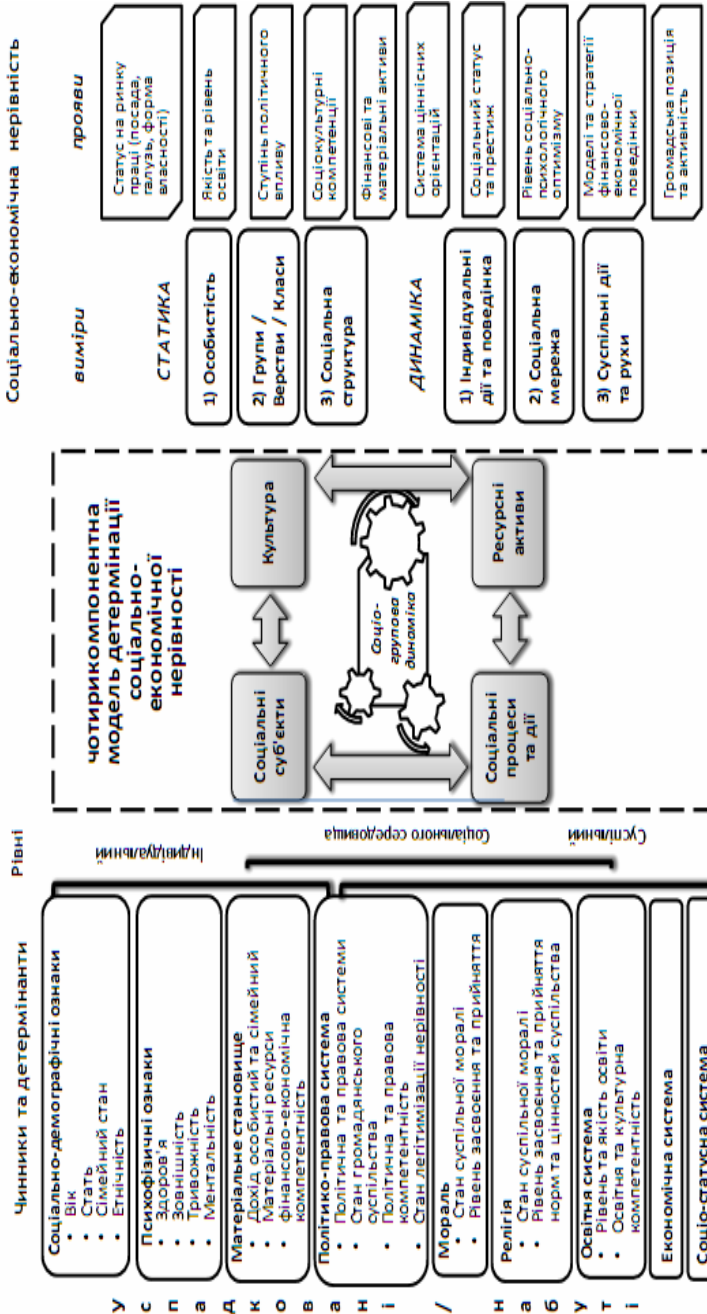 Чинники та детермінанти
Рівні
Соціально-економічна нерівність
У
с
п
а
д
к
о
в
а
н
і
/
н
а
б
у
т
і
Соціально-демографічні ознаки
• Вік
• Стать
• Сімейний стан
• Етнічність
Психофізичні ознаки
• Здоров'я
• Зовнішність
• Тривожність
• Ментальність
Матеріальне становище
• Дохід особистий та сімейний
• Матеріальні ресурси
• фінансово-економічна
компетентність
Політико-правова система
• Політична та правова системи
• Стан громадянського
суспільства
• Політична та правова
компетентність
• Стан легітимізації нерівності
Мораль
• Стан суспільної моралі
• Рівень засвоєння та прийняття
Релігія
• Стан суспільної моралі
• Рівень засвоєння та прийняття
норм та цінностей суспільства
Освітня система
• Рівень та якість освіти
• Освітня та культурна
компетентність
Економічна система
Соціо-статусна система
Індивідуальний
Соціального середовища
Суспільний
чотирикомпонентна
модель детермінації
соціально-
економічної
нерівності
Соціальні
суб'єкти
Культура
Соціо-
групова
динаміка
Соціальні
процеси
та дії
Ресурсні
активи
виміри
прояви
СТАТИКА
1) Особистість
2) Групи /
Верстви / Класи
3) Соціальна
структура
ДИНАМІКА
1) Індивідуальні
дії та поведінка
2) Соціальна
мережа
3) Суспільні дії
та рухи
Статус на ринку
праці (посада,
галузь, форма
власності)
Якість та рівень
освіти
Ступінь політичного
впливу
Соціокультурні
компетенції
Фінансові та
матеріальні активи
Система ціннісних
орієнтацій
Соціальний статус
та престиж
Рівень соціально-
психологічного
оптимізму
Моделі та стратегії
фінансово-
економічної
поведінки
Громадська позиція
та активність